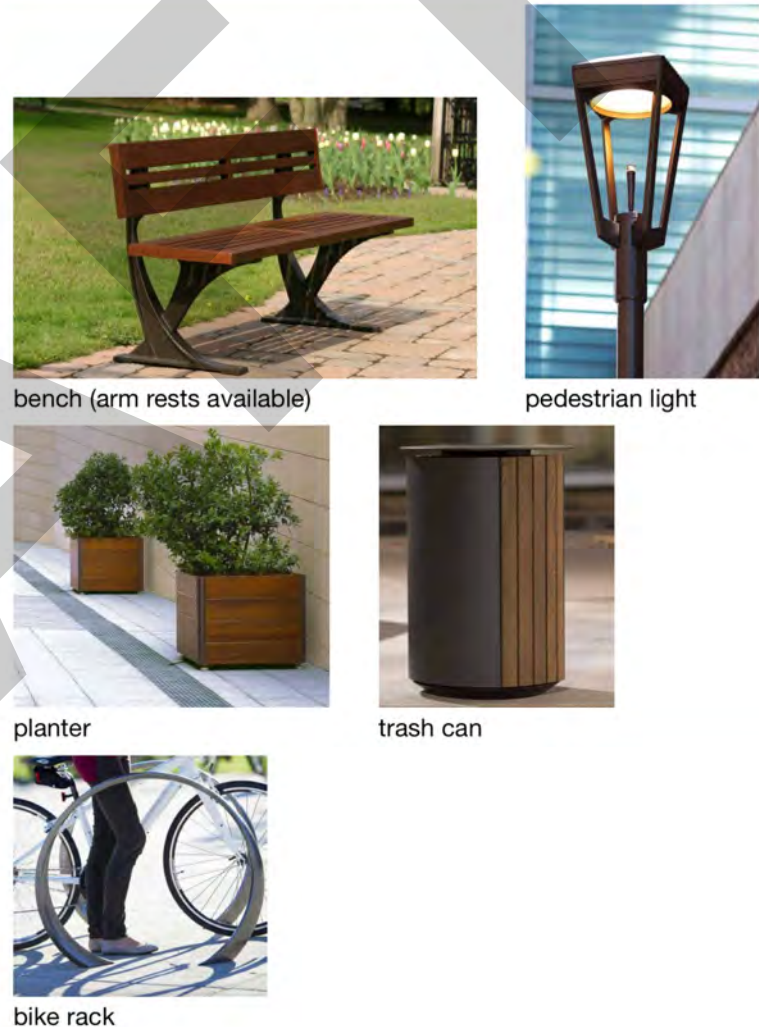 bench (arm rests available)
pedestrian light
planter
trash can
bike rack